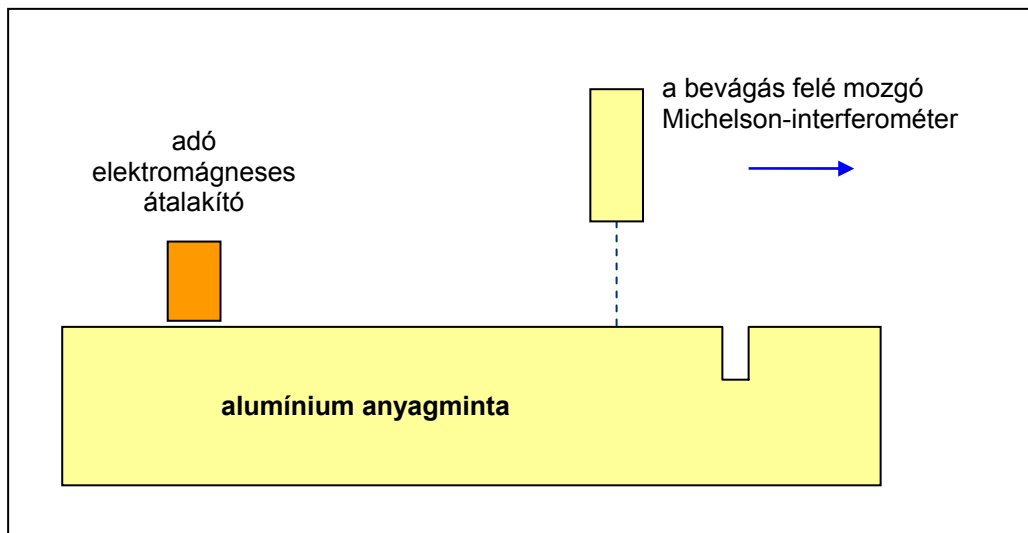 a bevágás felé mozgó
Michelson-interferométer
adó
elektromágneses
átalakító
alumínium anyagminta